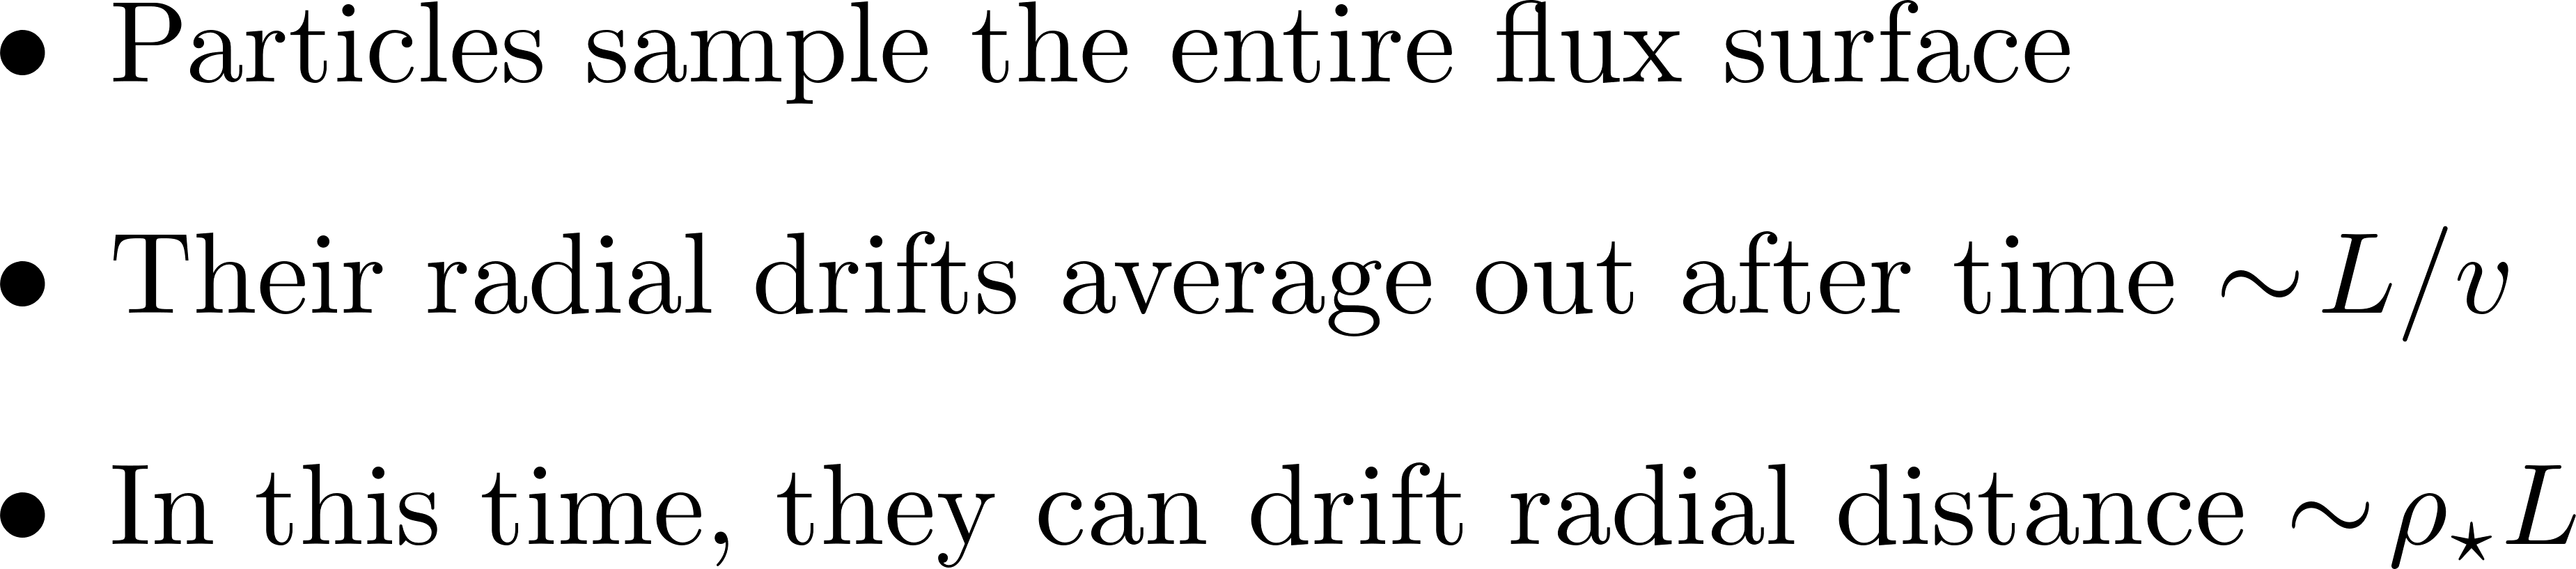 • Particles sample the entire flux surface
• Their radial drifts average out after time ∼ L/v
• In this time, they can drift radial distance ∼ ρ⋆L